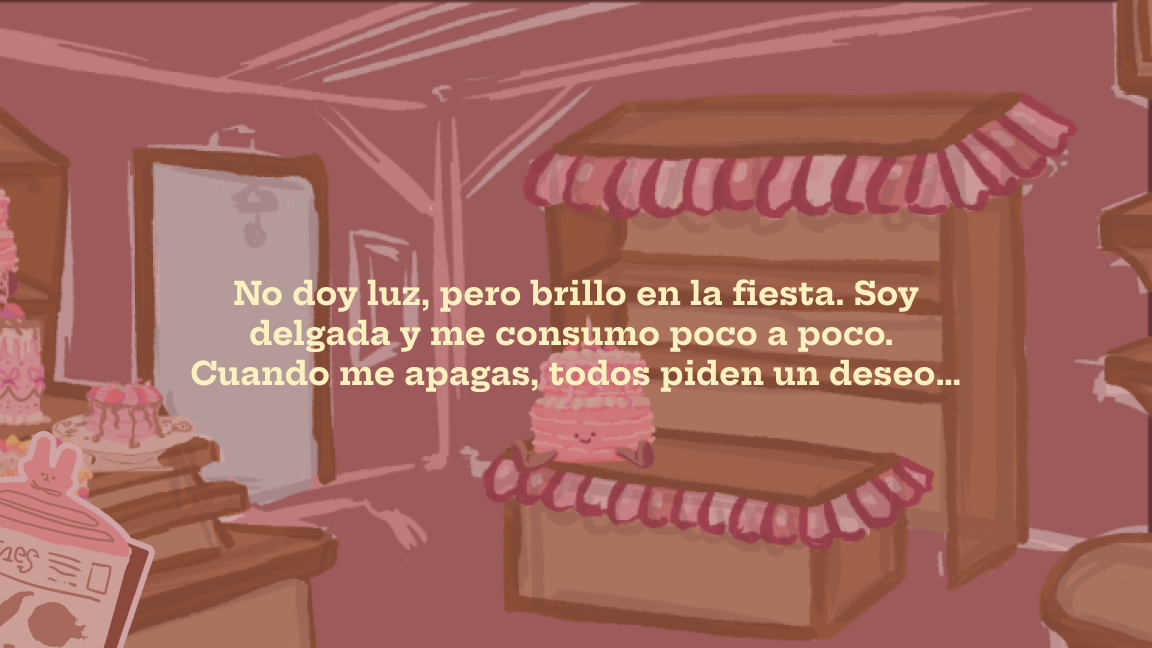 No doy luz, pero brillo en la fiesta. Soy
delgada y me consumo poco a poco.
Cuando me apagas, todos piden un deseo...